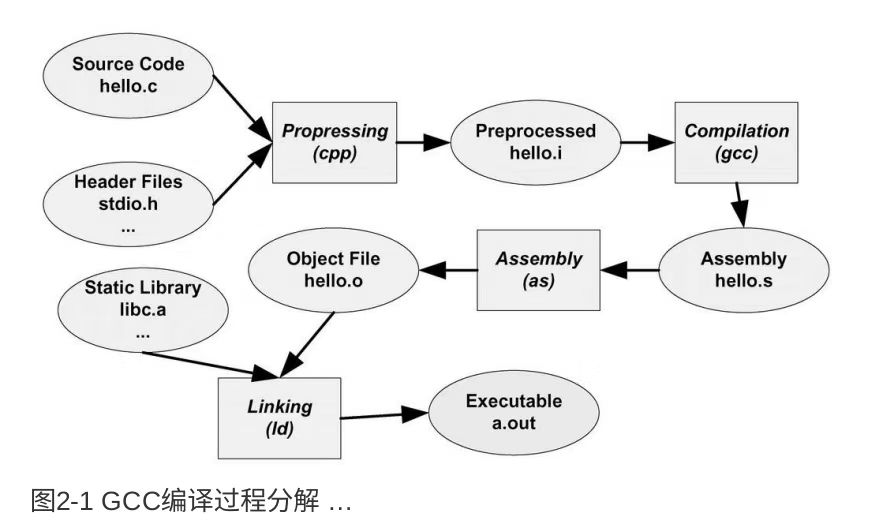 Source Code
hello.c
Propressing
(cpp)
Preprocessed
hello.i
Compilation
(gcc)
Header Files
stdio.h
...
Object File
hello.o
Assembly
(as)
Assembly
hello.s
Static Library
libc.a
...
Linking
(ld)
Executable
a.out
图2-1 GCC编译过程分解 ...